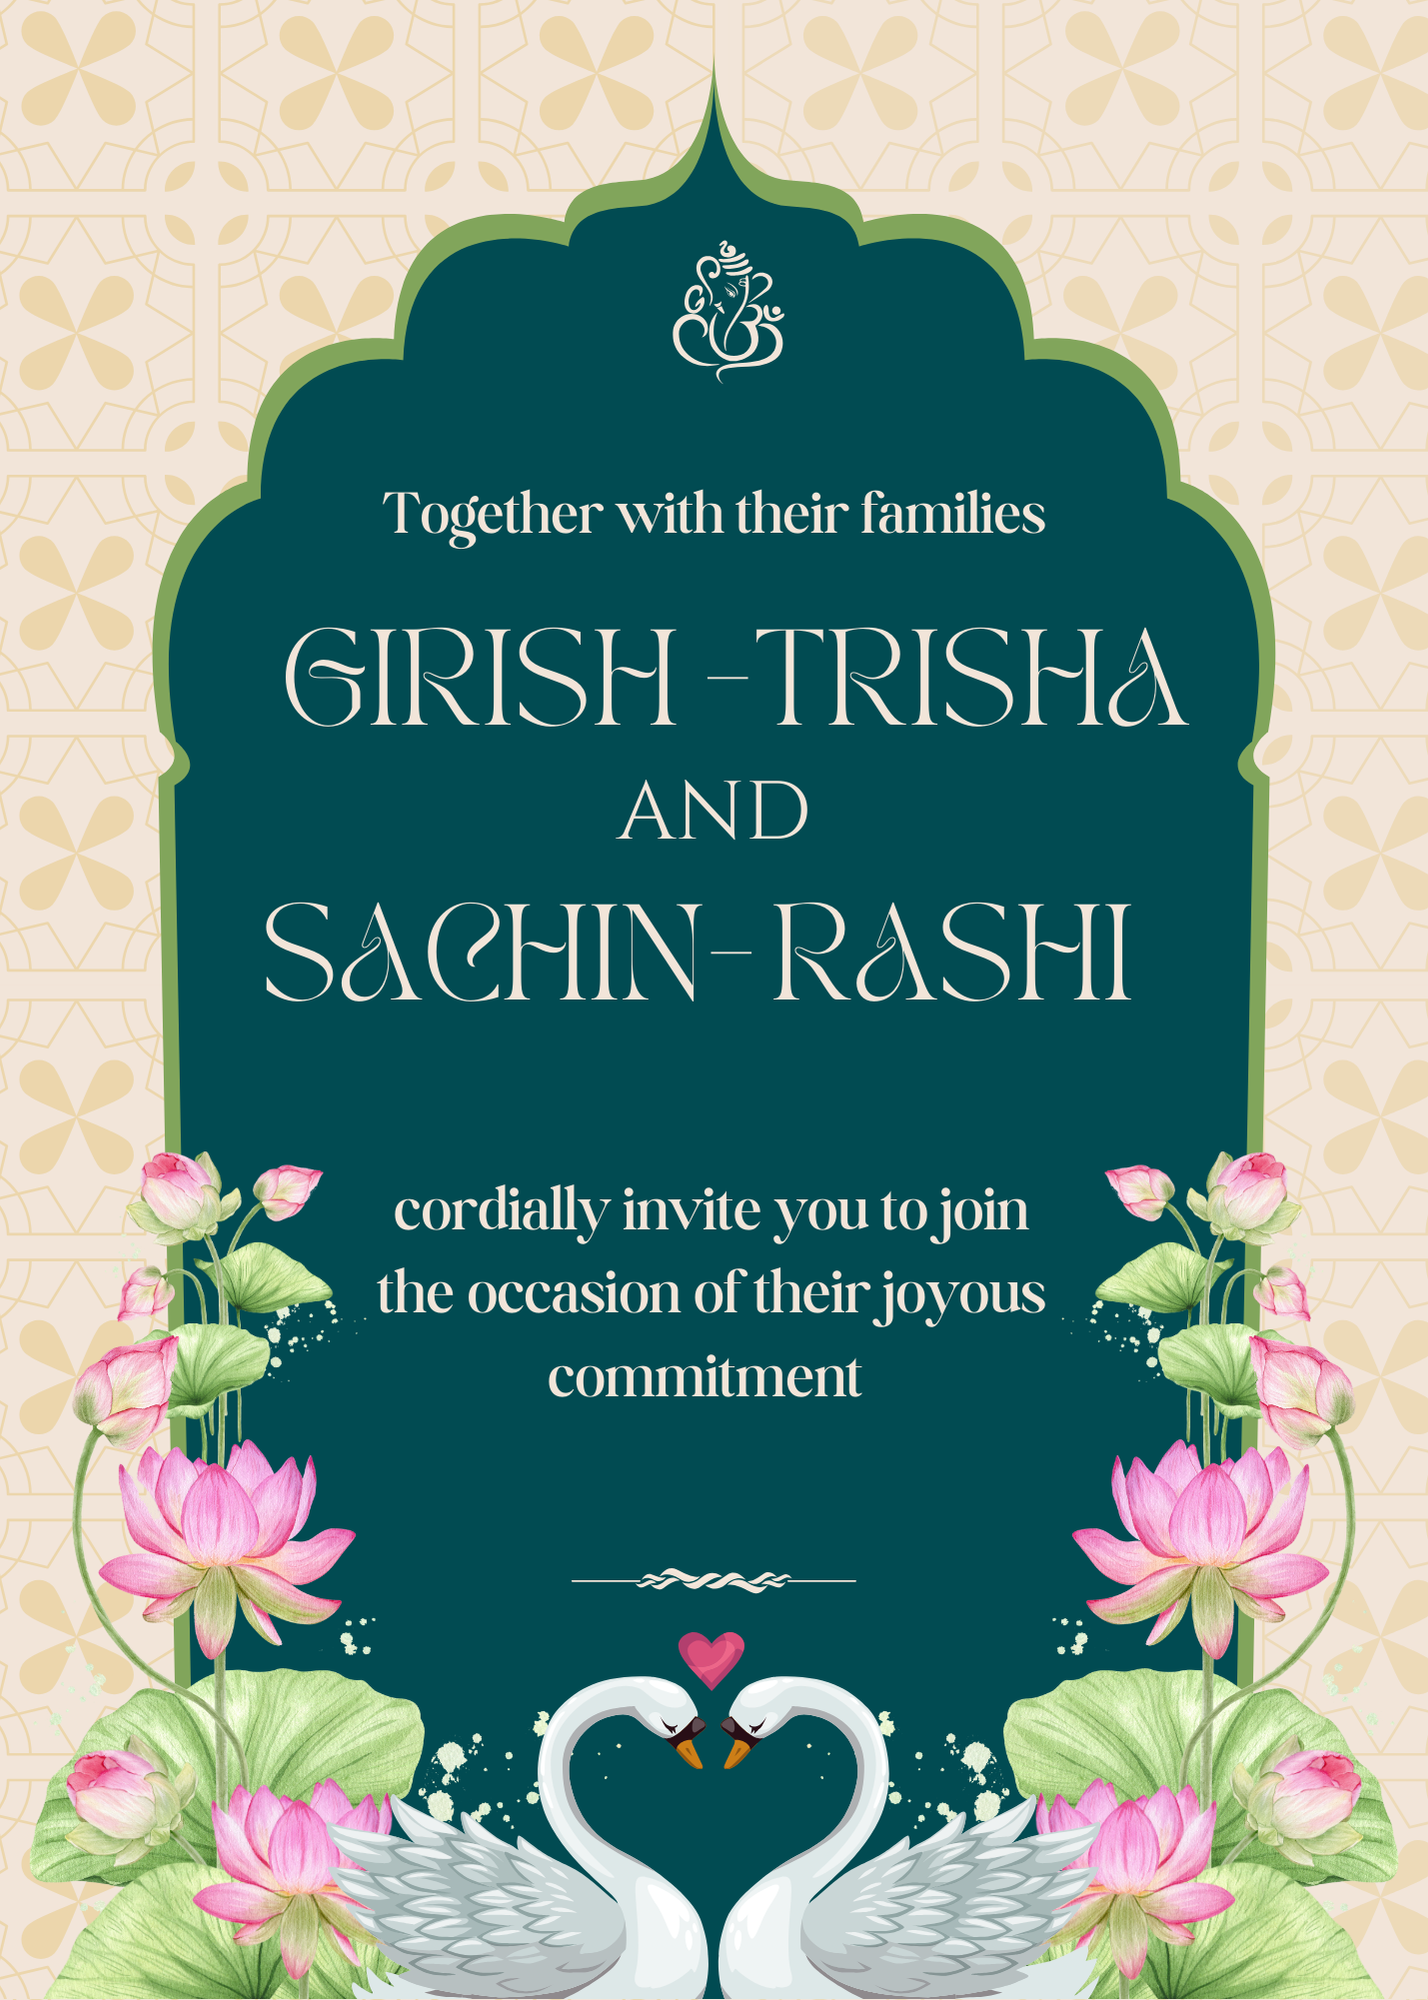 Together with their families
GIRISH - TRISHA
AND
SACHIN - RASHI
cordially invite you to join
the occasion of their joyous
commitment